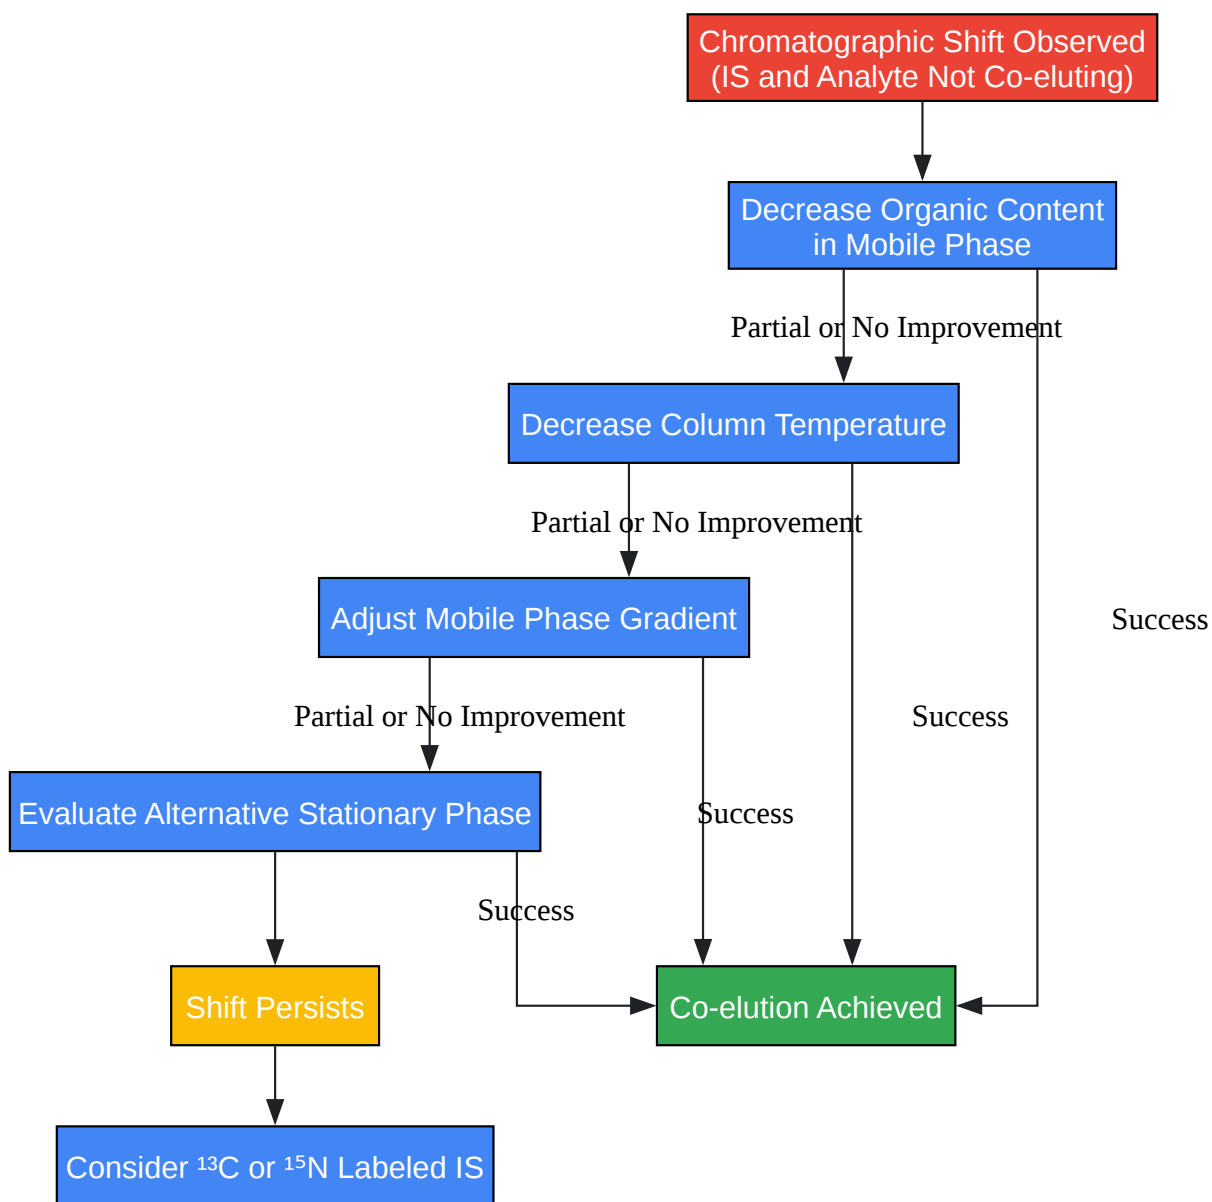 Chromatographic Shift Observed
(IS and Analyte Not Co-eluting)
Decrease Organic Content
in Mobile Phase
Partial or No Improvement
Decrease Column Temperature
Partial or No Improvement
Adjust Mobile Phase Gradient
Success
Partial or No Improvement
Success
Evaluate Alternative Stationary Phase
Success
Success
Shift Persists
Co-elution Achieved
Consider ¹³C or ¹⁵N Labeled IS